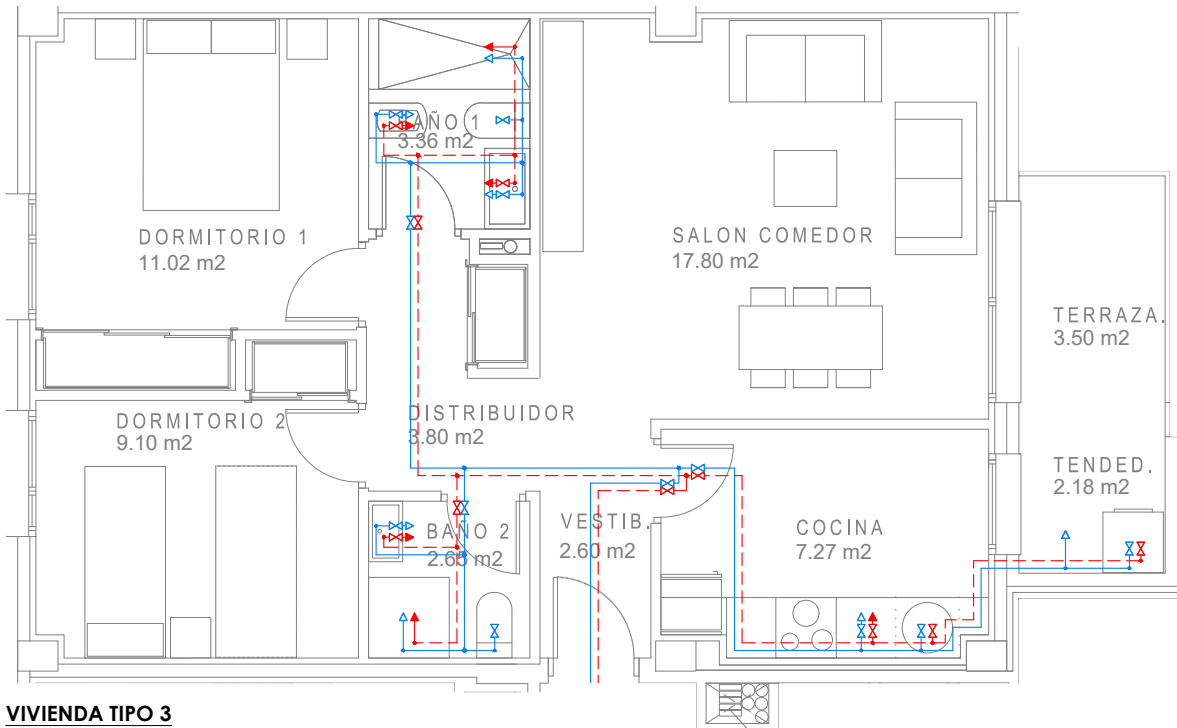 BAÑO 1
3.36 m2
DORMITORIO 1
11.02 m2
SALON COMEDOR
17.80 m2
TERRAZA.
3.50 m2
DORMITORIO 2
9.10 m2
DISTRIBUIDOR
3.80 m2
TENDED.
2.18 m2
BAÑO 2
2.65 m2
VESTIB.
2.60 m2
COCINA
7.27 m2
VIVIENDA TIPO 3